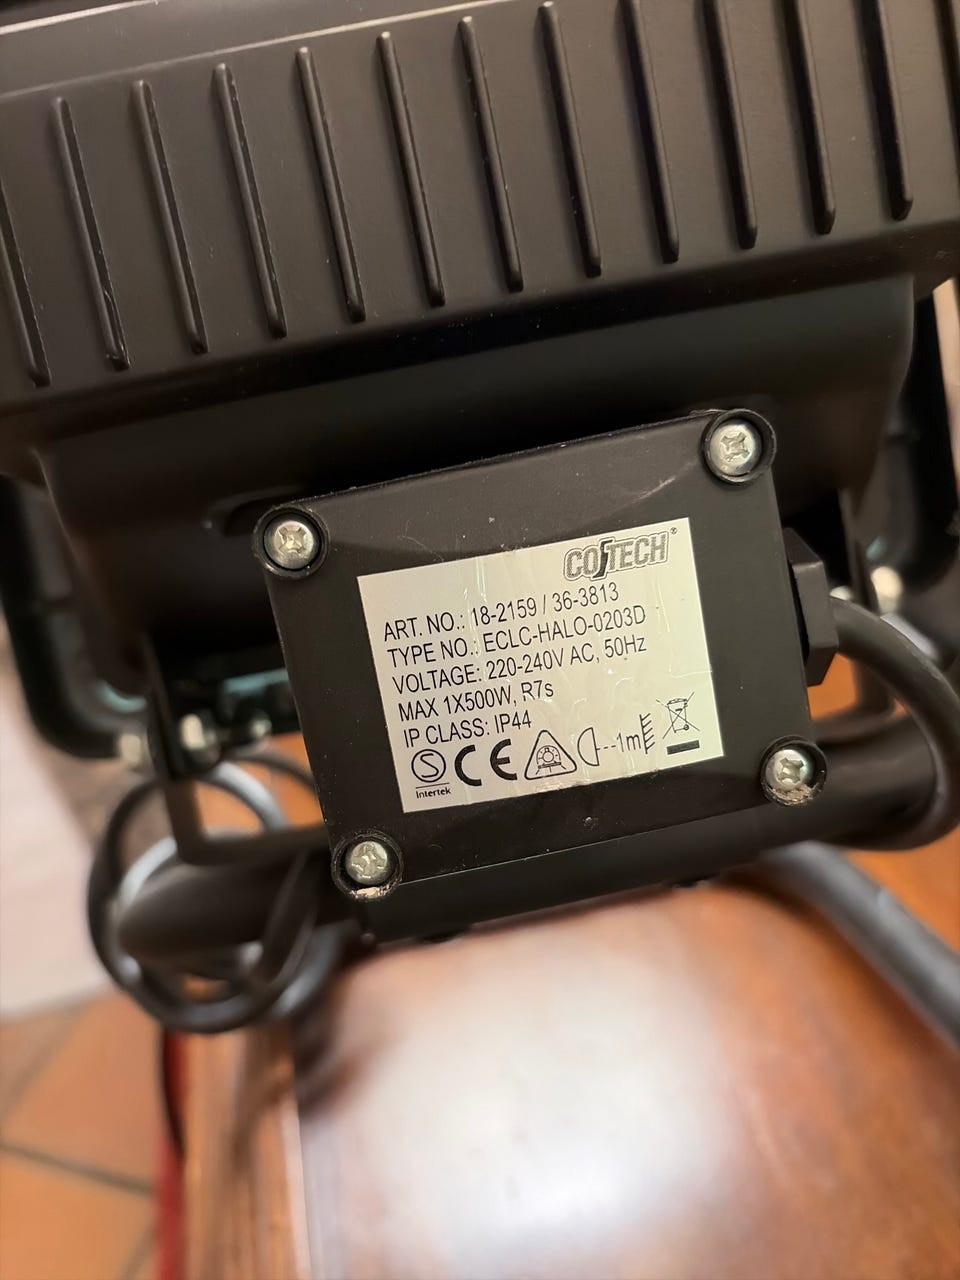 COTECH®
ART. NO.: 18-2159 / 36-3813
TYPE NO.: ECLC-HALO-0203D
VOLTAGE: 220-240V AC, 50Hz
MAX 1X500W, R7s
IP CLASS: IP44
S CE 1m
Intertek